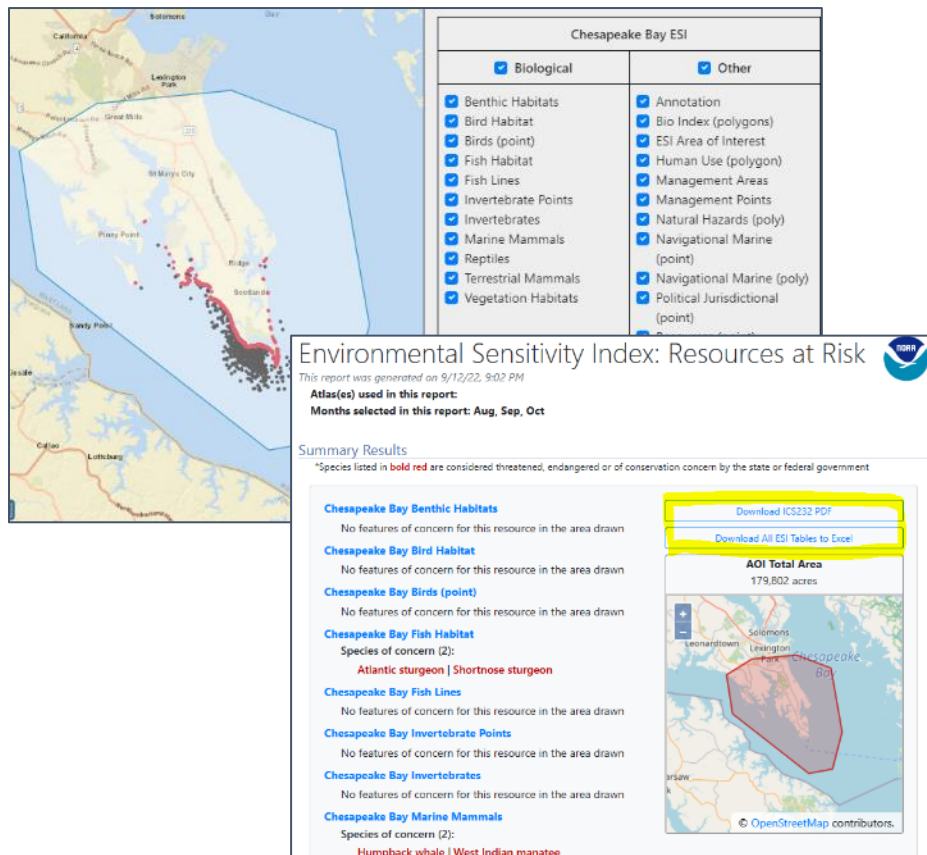 Solomons
Bay
California
Lexington
Park
Great Mills
St Marys City
Piney Point
Ridge
Scotland
Sandy Point
Callao
Lottsburg
Chesapeake Bay ESI
Biological
Other
Benthic Habitats
Bird Habitat
Birds (point)
Fish Habitat
Fish Lines
Invertebrate Points
Invertebrates
Marine Mammals
Reptiles
Terrestrial Mammals
Vegetation Habitats
Annotation
Bio Index (polygons)
ESI Area of Interest
Human Use (polygon)
Management Areas
Management Points
Natural Hazards (poly)
Navigational Marine
(point)
Navigational Marine (poly)
Political Jurisdictional
(point)
Environmental Sensitivity Index: Resources at Risk
NOAA
This report was generated on 9/12/22, 9:02 PM
Atlas(es) used in this report:
Months selected in this report: Aug, Sep, Oct
Summary Results
*Species listed in bold red are considered threatened, endangered or of conservation concern by the state or federal government
Chesapeake Bay Benthic Habitats
No features of concern for this resource in the area drawn
Chesapeake Bay Bird Habitat
No features of concern for this resource in the area drawn
Chesapeake Bay Birds (point)
No features of concern for this resource in the area drawn
Chesapeake Bay Fish Habitat
Species of concern (2):
Atlantic sturgeon | Shortnose sturgeon
Chesapeake Bay Fish Lines
No features of concern for this resource in the area drawn
Chesapeake Bay Invertebrate Points
No features of concern for this resource in the area drawn
Chesapeake Bay Invertebrates
No features of concern for this resource in the area drawn
Chesapeake Bay Marine Mammals
Species of concern (2):
Humpback whale | West Indian manatee
Download ICS232 PDF
Download All ESI Tables to Excel
AOI Total Area
179,802 acres
+
−
Solomons
Leonardtown
Lexington
Park
Chesapeake
Bay
arsaw
© OpenStreetMap contributors.